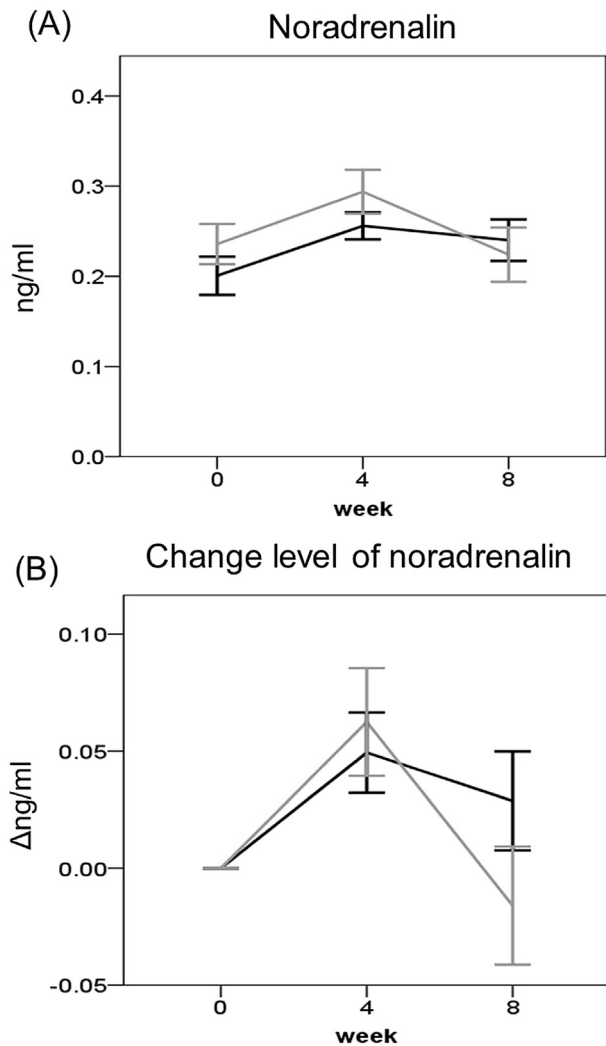 (A)
Noradrenalin
0.4
0.3
0.2
0.1
0.0
ng/ml
0 4 8
week
(B)
Change level of noradrenalin
0.10
0.05
0.00
-0.05
Δng/ml
0 4 8
week